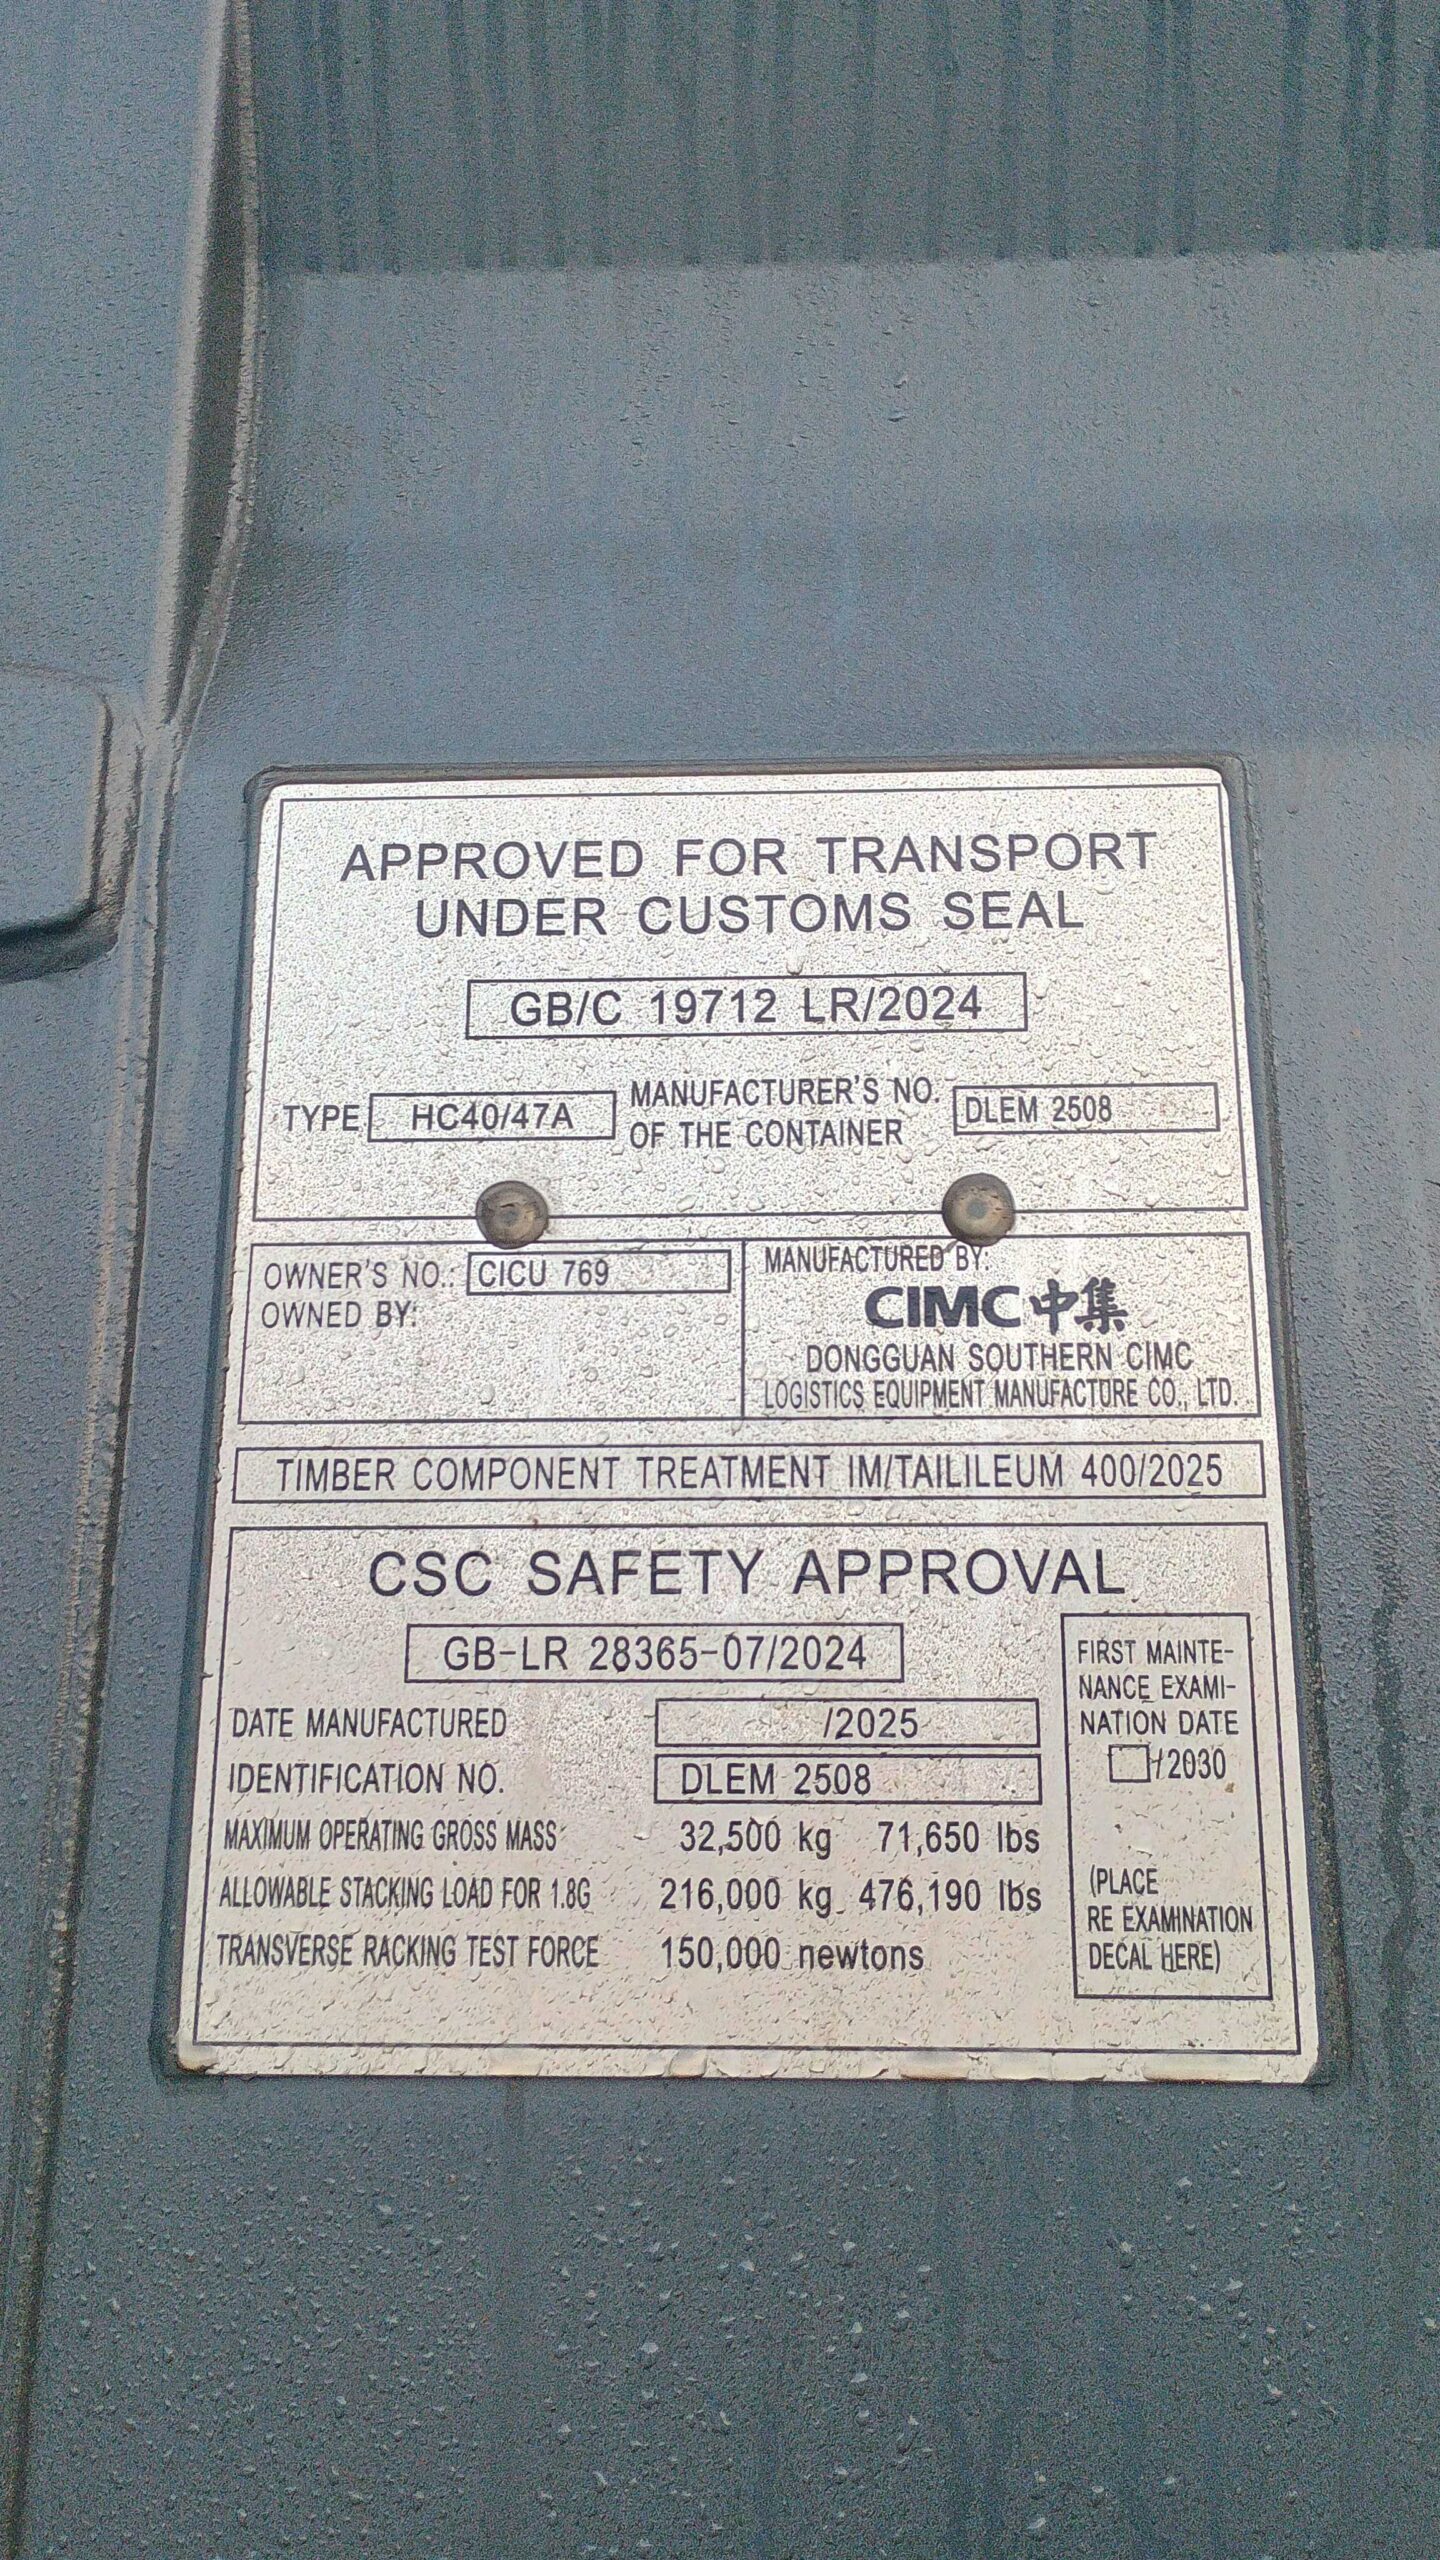 APPROVED FOR TRANSPORT
UNDER CUSTOMS SEAL
GB/C 19712 LR/2024
TYPE HC40/47A
MANUFACTURER'S NO.
OF THE CONTAINER
DLEM 2508
OWNER'S NO.: CICU 769
OWNED BY:
MANUFACTURED BY:
CIMC中集
DONGGUAN SOUTHERN CIMC
LOGISTICS EQUIPMENT MANUFACTURE CO., LTD.
TIMBER COMPONENT TREATMENT IM/TAILILEUM 400/2025
CSC SAFETY APPROVAL
GB-LR 28365-07/2024
DATE MANUFACTURED /2025
IDENTIFICATION NO. DLEM 2508
MAXIMUM OPERATING GROSS MASS 32,500 kg 71,650 lbs
ALLOWABLE STACKING LOAD FOR 1.8G 216,000 kg 476,190 lbs
TRANSVERSE RACKING TEST FORCE 150,000 newtons
FIRST MAINTE-
NANCE EXAMI-
NATION DATE
/2030
(PLACE
RE EXAMINATION
DECAL HERE)